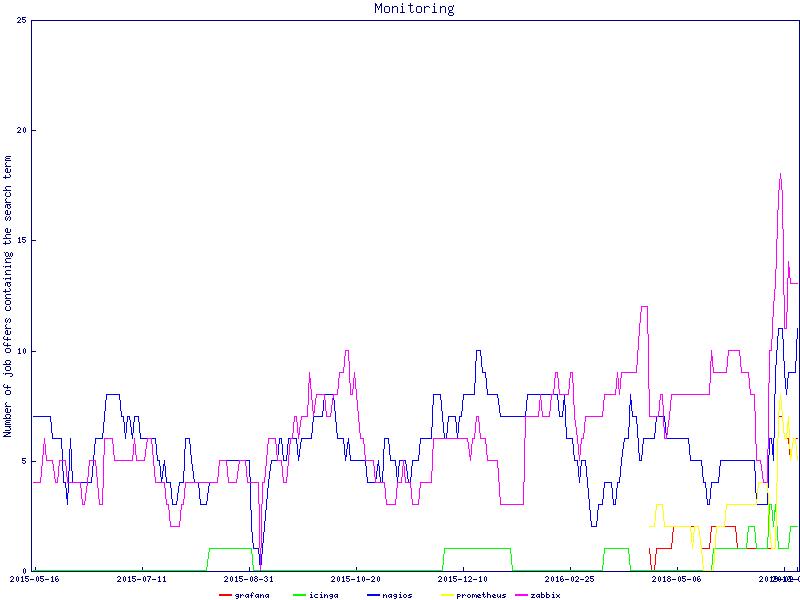 Monitoring
Number of job offers containing the search term
25
20
15
10
5
0
2015-05-16 2015-07-11 2015-08-31 2015-10-20 2015-12-10 2016-02-25 2018-05-06
grafana icinga nagios prometheus zabbix